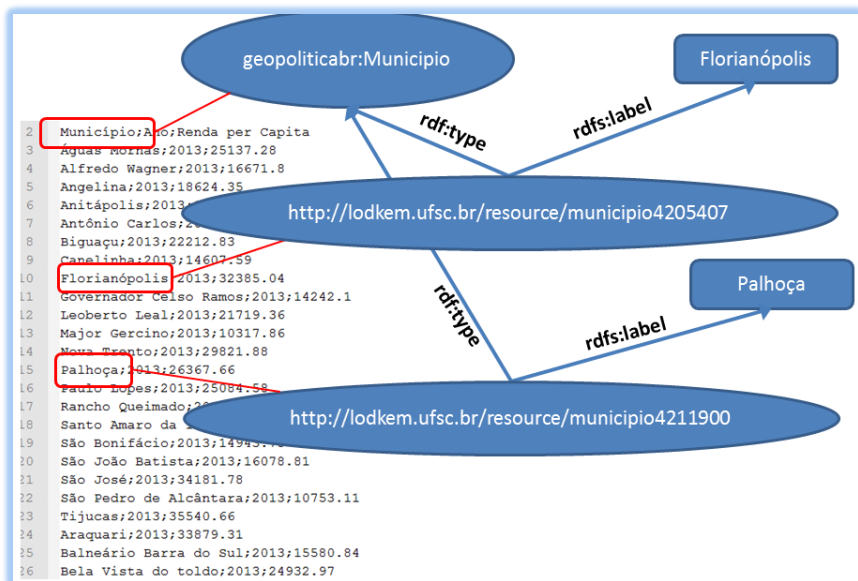 geopoliticabr:Municipio
Florianópolis
rdf:type
rdfs:label
http://lodkem.ufsc.br/resource/municipio4205407
Palhoça
rdf:type
rdfs:label
http://lodkem.ufsc.br/resource/municipio4211900
2 Município;Ano;Renda per Capita
3 Águas Mornas;2013;25137.28
4 Alfredo Wagner;2013;16671.8
5 Angelina;2013;18624.35
6 Anitápolis;2013;
7 Antônio Carlos;
8 Biguaçu;2013;22212.83
9 Canelinha;2013;14607.59
10 Florianópolis;2013;32385.04
11 Governador Celso Ramos;2013;14242.1
12 Leoberto Leal;2013;21719.36
13 Major Gercino;2013;10317.86
14 Nova Trento;2013;29821.88
15 Palhoça;2013;26367.66
16 Paulo Lopes;2013;25084.58
17 Rancho Queimado;
18 Santo Amaro da
19 São Bonifácio;2013;
20 São João Batista;2013;16078.81
21 São José;2013;34181.78
22 São Pedro de Alcântara;2013;10753.11
23 Tijucas;2013;35540.66
24 Araquari;2013;33879.31
25 Balneário Barra do Sul;2013;15580.84
26 Bela Vista do toldo;2013;24932.97